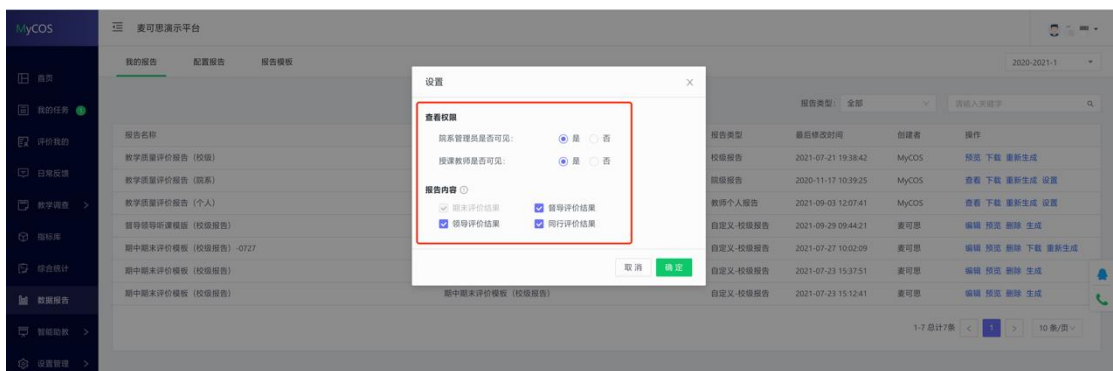 MyCOS
麦可思演示平台
我的报告 配置报告 报告模板
2020-2021-1
首页
我的任务
评价我的
日常反馈
教学调查
指标库
综合统计
数据报告
智能助教
设置管理
报告类型: 全部
请输入关键字
报告名称 报告类型 最后修改时间 创建者 操作
教学质量评价报告（校级） 校级报告 2021-07-21 19:38:42 MyCOS 预览 下载 重新生成
教学质量评价报告（院系） 院级报告 2020-11-17 10:39:25 MyCOS 查看 下载 重新生成 设置
教学质量评价报告（个人） 教师个人报告 2021-09-03 12:07:41 MyCOS 查看 下载 重新生成 设置
督导领导听课模板（校级报告） 自定义-校级报告 2021-09-29 09:44:21 麦可思 编辑 预览 删除 生成
期中期末评价模板（校级报告）-0727 自定义-校级报告 2021-07-27 10:02:09 麦可思 编辑 预览 删除 下载 重新生成
期中期末评价模板（校级报告） 自定义-校级报告 2021-07-23 15:37:51 麦可思 编辑 预览 删除 生成
期中期末评价模板（校级报告） 期中期末评价模板（校级报告） 自定义-校级报告 2021-07-23 15:12:41 麦可思 编辑 预览 删除 生成
1-7 总计7条 < 1 > 10 条/页
设置
查看权限
院系管理员是否可见: 是 否
授课教师是否可见: 是 否
报告内容
期末评价结果 督导评价结果
领导评价结果 同行评价结果
取 消 确 定